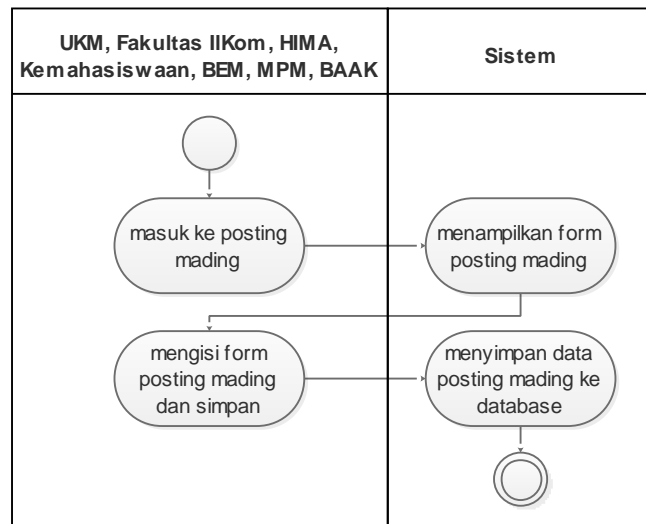 UKM, Fakultas IlKom, HIMA,
Kemahasiswaan, BEM, MPM, BAAK
Sistem
masuk ke posting
mading
menampilkan form
posting mading
mengisi form
posting mading
dan simpan
menyimpan data
posting mading ke
database